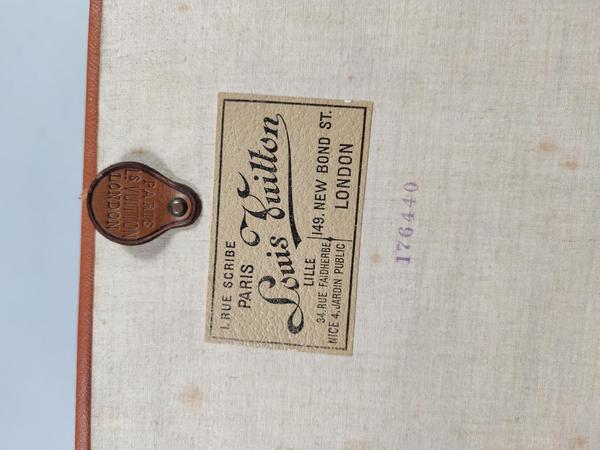 PARIS
Ls VUITTON
LONDON
1. RUE SCRIBE
PARIS
Louis Vuitton
LILLE
34. RUE FAIDHERBE
NICE 4. JARDIN PUBLIC
149. NEW BOND ST.
LONDON
176440